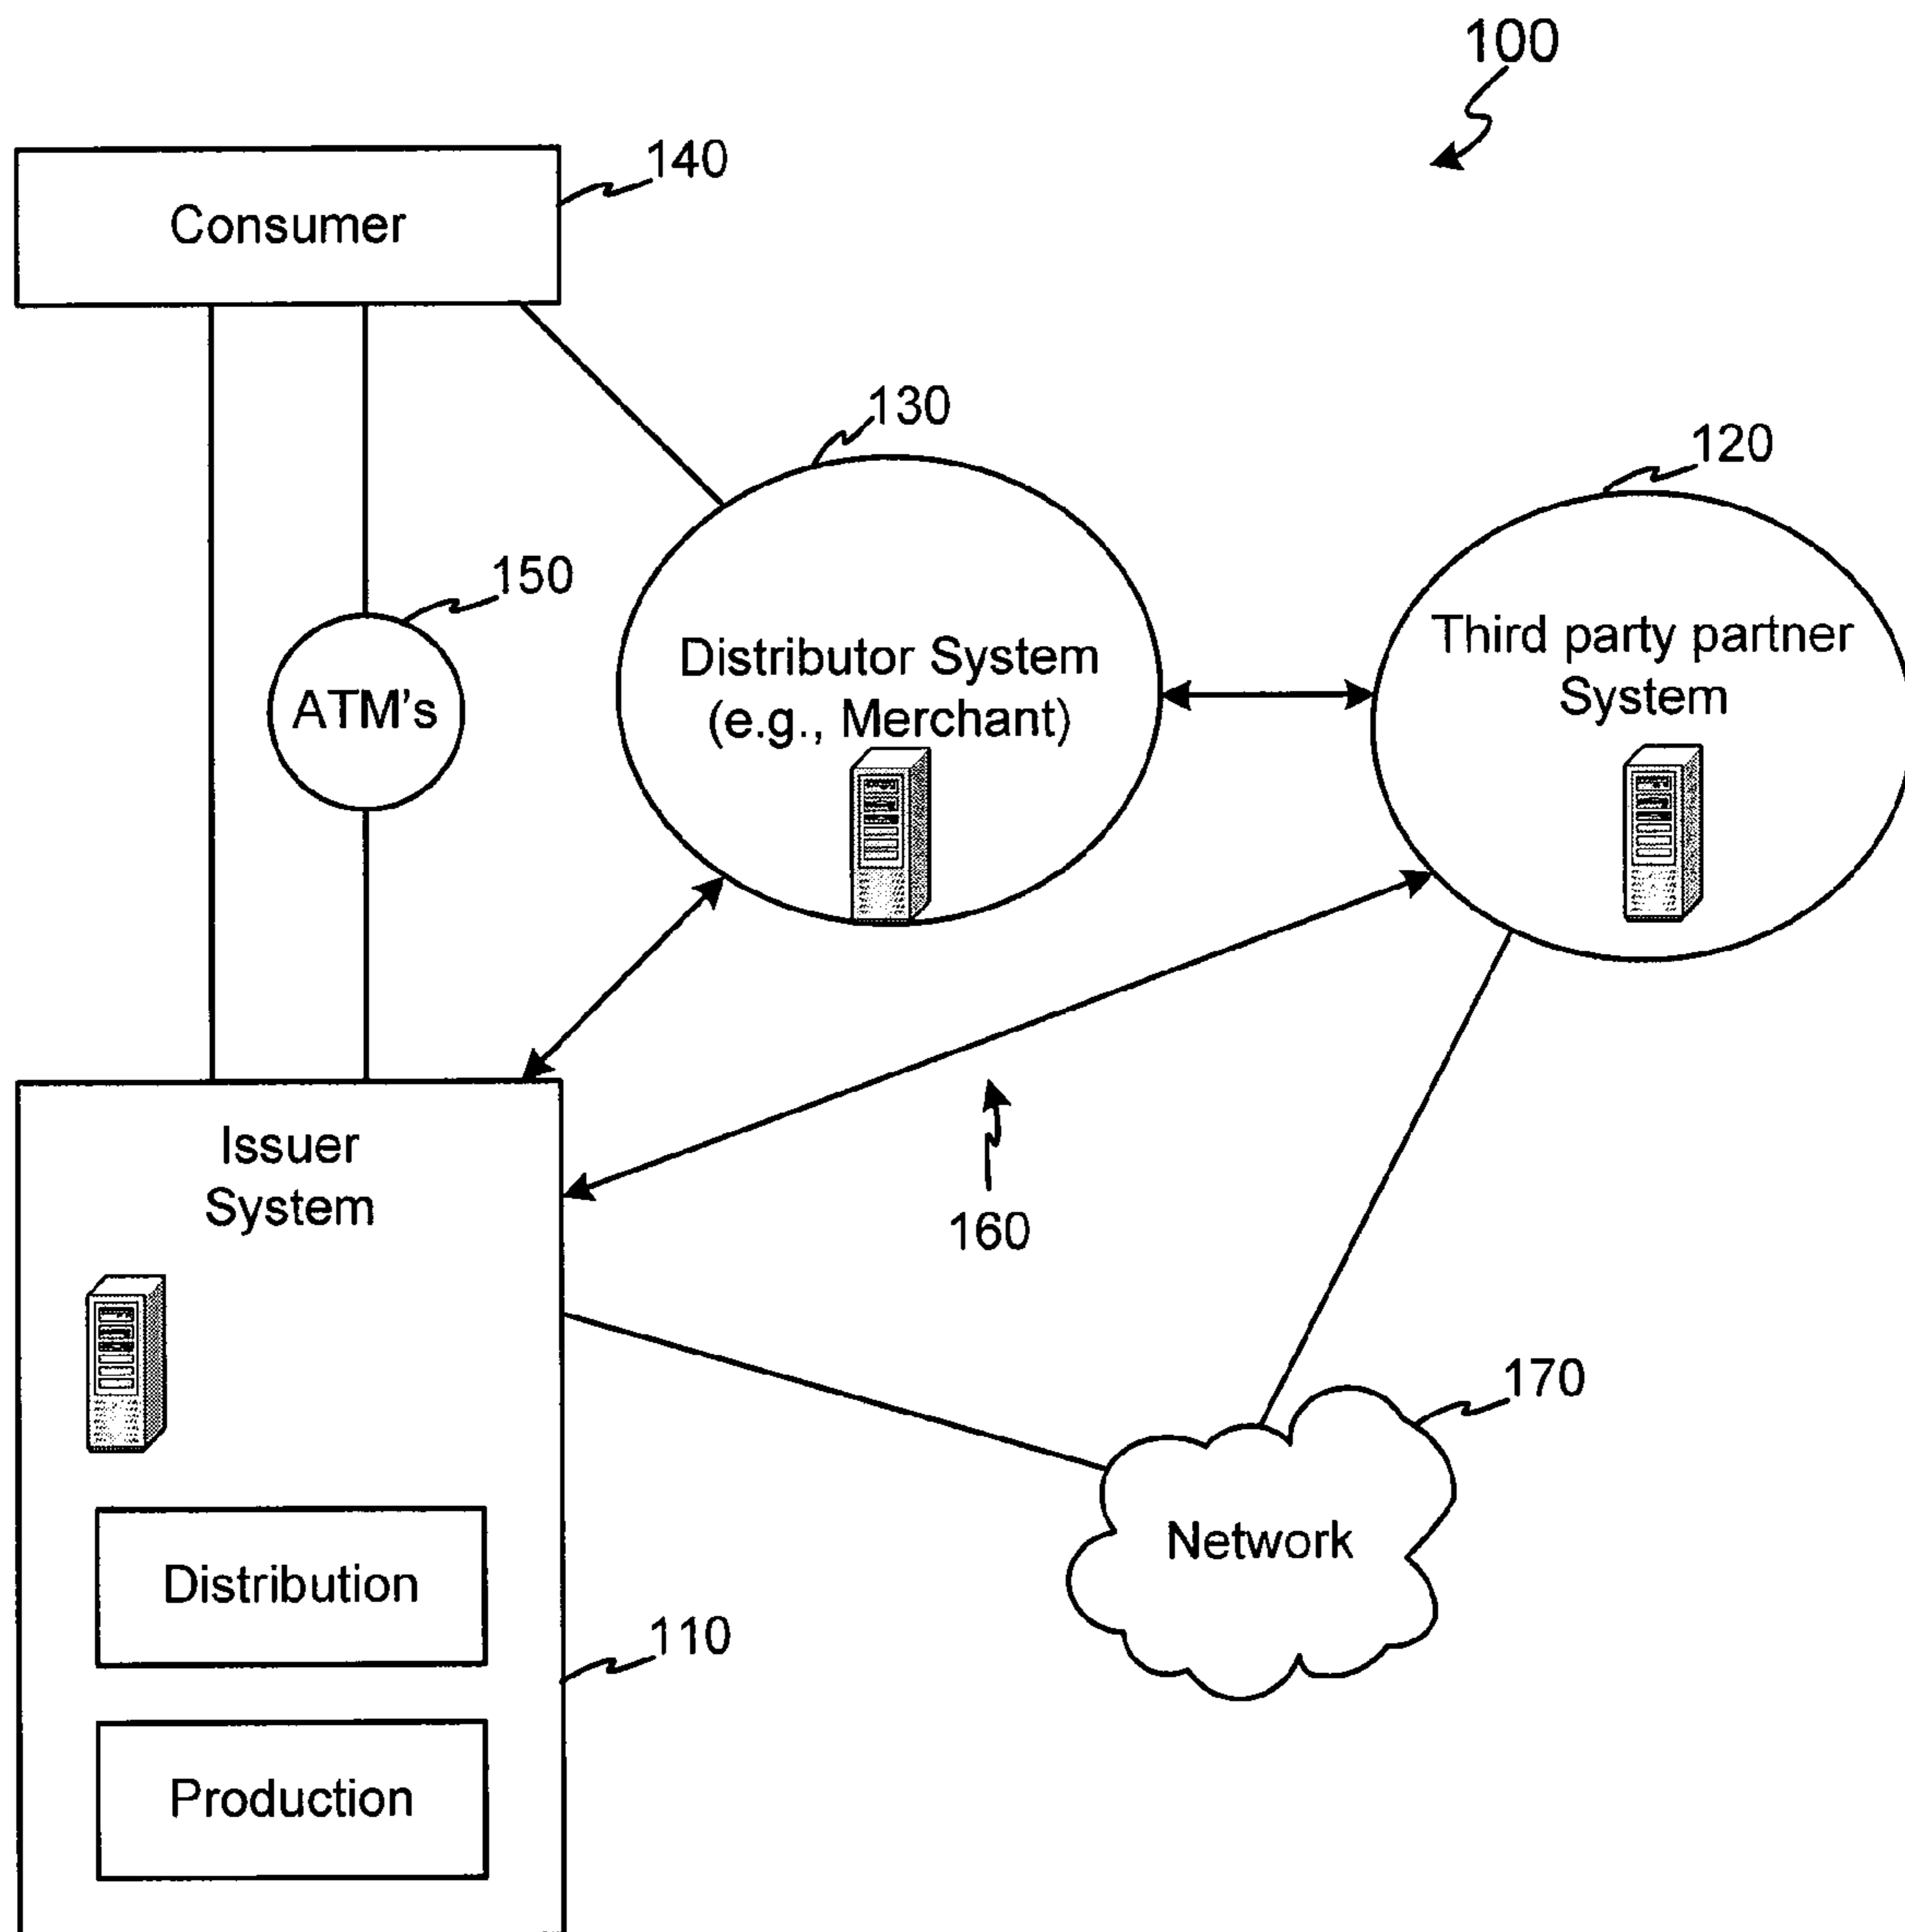 100
140
Consumer
130
120
150
Distributor System
(e.g., Merchant)
Third party partner
System
ATM's
Issuer
System
160
170
Network
Distribution
110
Production